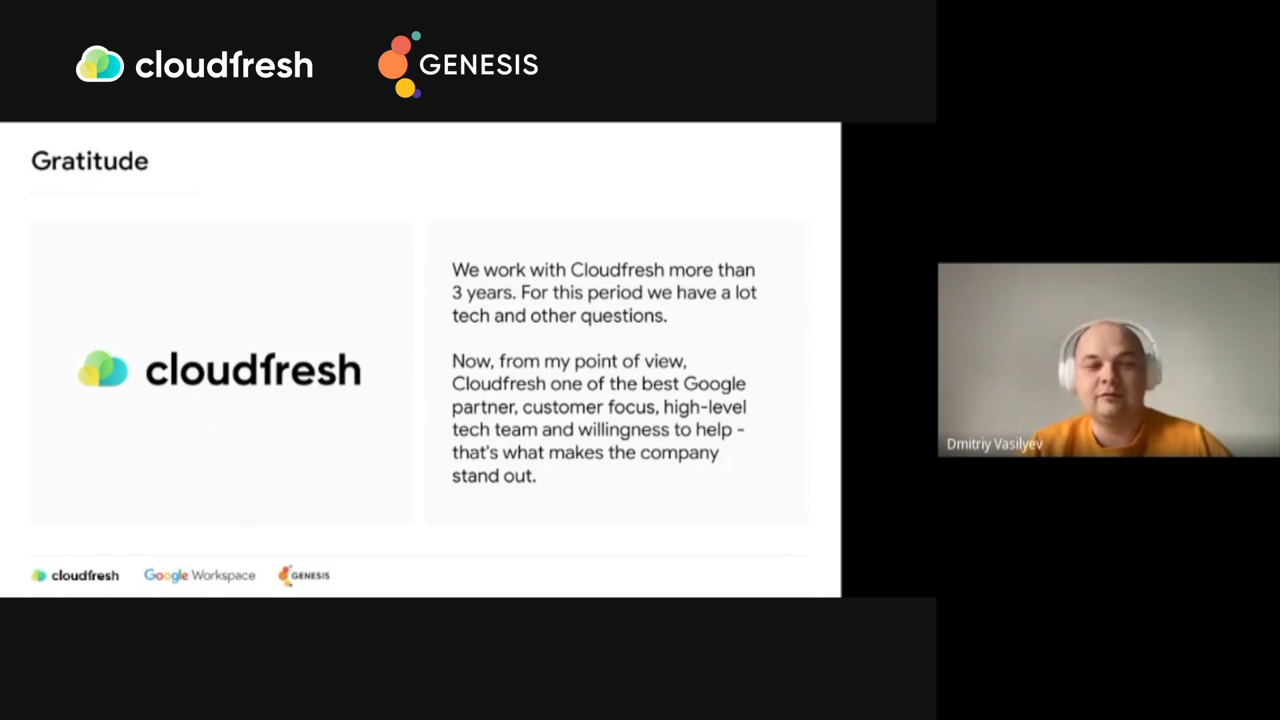 cloudfresh
GENESIS
Gratitude
cloudfresh
We work with Cloudfresh more than
3 years. For this period we have a lot
tech and other questions.
Now, from my point of view,
Cloudfresh one of the best Google
partner, customer focus, high-level
tech team and willingness to help -
that's what makes the company
stand out.
cloudfresh
Google Workspace
GENESIS
Dmitriy Vasilyev